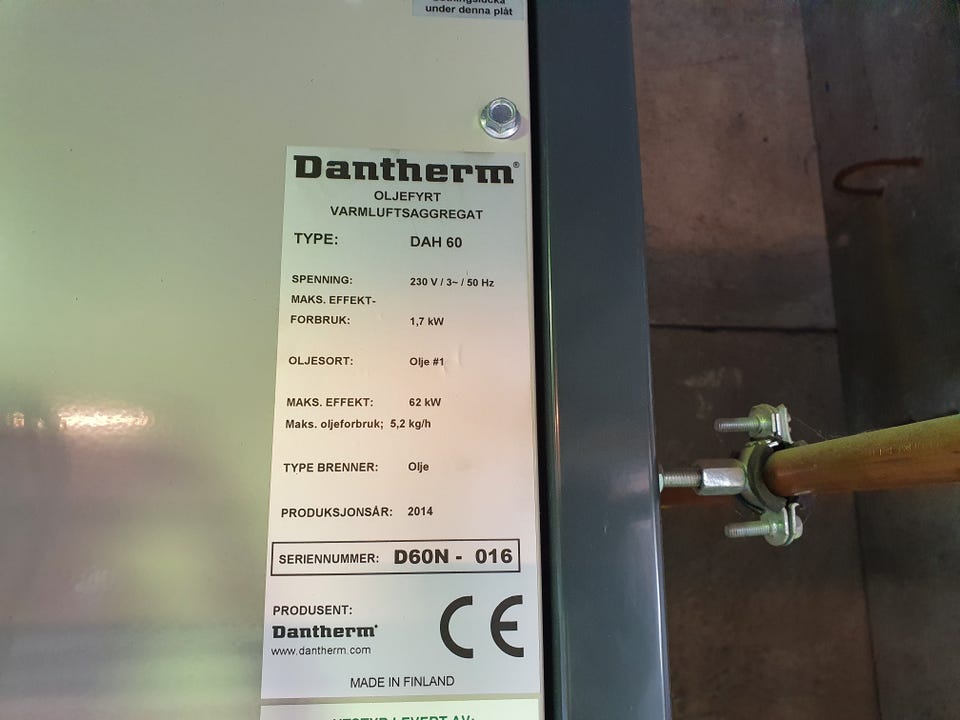 under denna plåt
Dantherm®
OLJEFYRT
VARMLUFTSAGGREGAT
TYPE: DAH 60
SPENNING: 230 V / 3~ / 50 Hz
MAKS. EFFEKT-
FORBRUK: 1,7 kW
OLJESORT: Olje #1
MAKS. EFFEKT: 62 kW
Maks. oljeforbruk; 5,2 kg/h
TYPE BRENNER: Olje
PRODUKSJONSÅR: 2014
SERIENNUMMER: D60N - 016
PRODUSENT:
Dantherm®
www.dantherm.com
CE
MADE IN FINLAND
LEVERT AV: